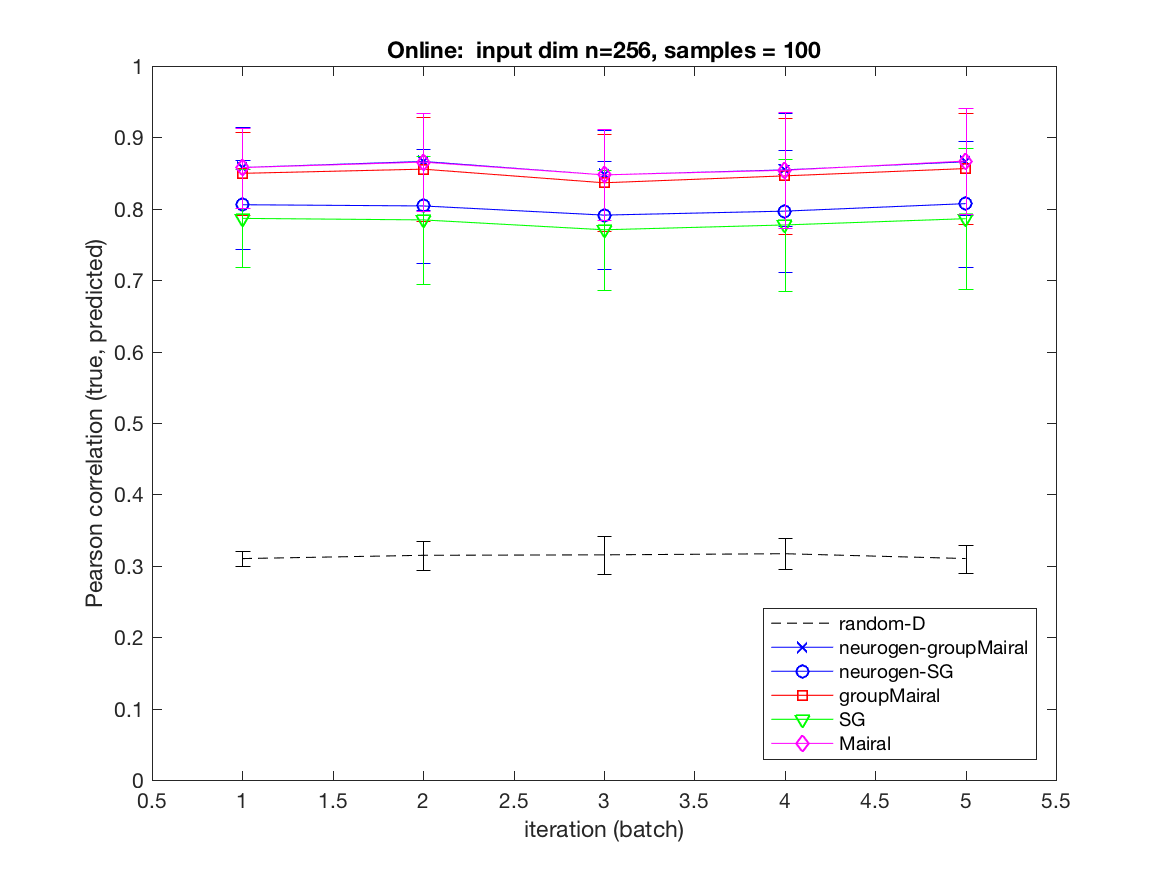 Online:  input dim n=256, samples = 100
Pearson correlation (true, predicted)
1
0.9
0.8
0.7
0.6
0.5
0.4
0.3
0.2
0.1
0
0.5
1
1.5
2
2.5
3
3.5
4
4.5
5
5.5
iteration (batch)
random-D
neurogen-groupMairal
neurogen-SG
groupMairal
SG
Mairal